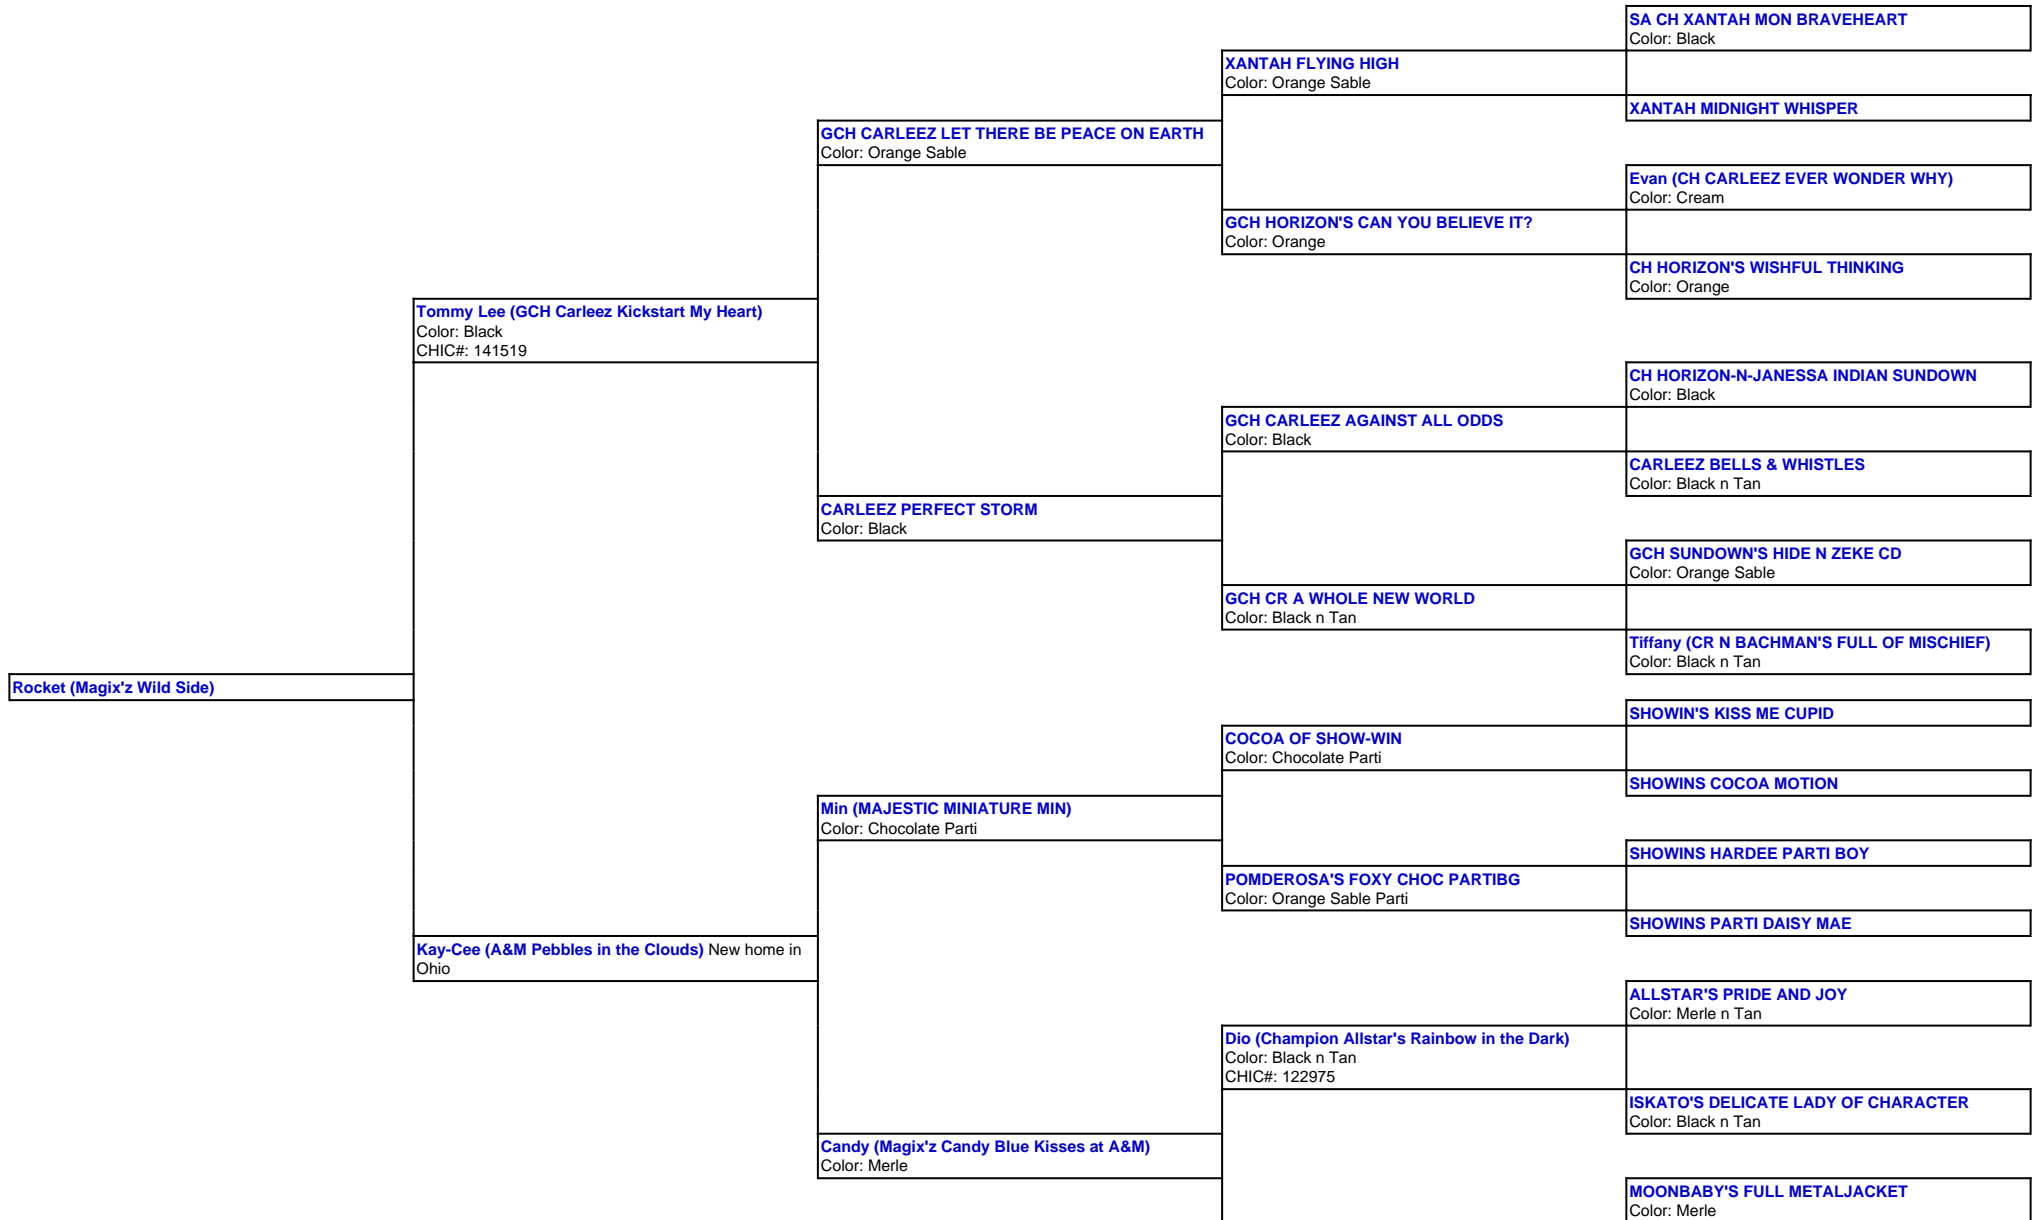 SA CH XANTAH MON BRAVEHEART
Color: Black
XANTAH FLYING HIGH
Color: Orange Sable
XANTAH MIDNIGHT WHISPER
GCH CARLEEZ LET THERE BE PEACE ON EARTH
Color: Orange Sable
Evan (CH CARLEEZ EVER WONDER WHY)
Color: Cream
GCH HORIZON'S CAN YOU BELIEVE IT?
Color: Orange
CH HORIZON'S WISHFUL THINKING
Color: Orange
Tommy Lee (GCH Carleez Kickstart My Heart)
Color: Black
CHIC#: 141519
CH HORIZON-N-JANESSA INDIAN SUNDOWN
Color: Black
GCH CARLEEZ AGAINST ALL ODDS
Color: Black
CARLEEZ BELLS & WHISTLES
Color: Black n Tan
CARLEEZ PERFECT STORM
Color: Black
GCH SUNDOWN'S HIDE N ZEKE CD
Color: Orange Sable
GCH CR A WHOLE NEW WORLD
Color: Black n Tan
Tiffany (CR N BACHMAN'S FULL OF MISCHIEF)
Color: Black n Tan
Rocket (Magix'z Wild Side)
SHOWIN'S KISS ME CUPID
COCOA OF SHOW-WIN
Color: Chocolate Parti
SHOWINS COCOA MOTION
Min (MAJESTIC MINIATURE MIN)
Color: Chocolate Parti
SHOWINS HARDEE PARTI BOY
POMDEROSA'S FOXY CHOC PARTIBG
Color: Orange Sable Parti
SHOWINS PARTI DAISY MAE
Kay-Cee (A&M Pebbles in the Clouds) New home in
Ohio
ALLSTAR'S PRIDE AND JOY
Color: Merle n Tan
Dio (Champion Allstar's Rainbow in the Dark)
Color: Black n Tan
CHIC#: 122975
ISKATO'S DELICATE LADY OF CHARACTER
Color: Black n Tan
Candy (Magix'z Candy Blue Kisses at A&M)
Color: Merle
MOONBABY'S FULL METALJACKET
Color: Merle